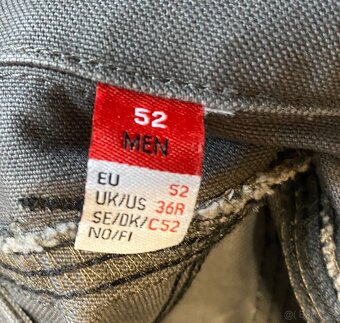 52
MEN
EU 52
UK/US 36R
SE/DK/ C52
NO/FI